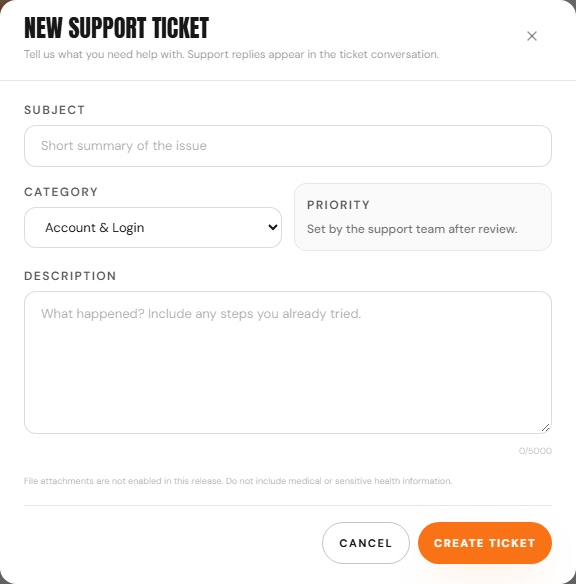 NEW SUPPORT TICKET
Tell us what you need help with. Support replies appear in the ticket conversation.
SUBJECT
Short summary of the issue
CATEGORY
Account & Login
PRIORITY
Set by the support team after review.
DESCRIPTION
What happened? Include any steps you already tried.
0/5000
File attachments are not enabled in this release. Do not include medical or sensitive health information.
CANCEL
CREATE TICKET